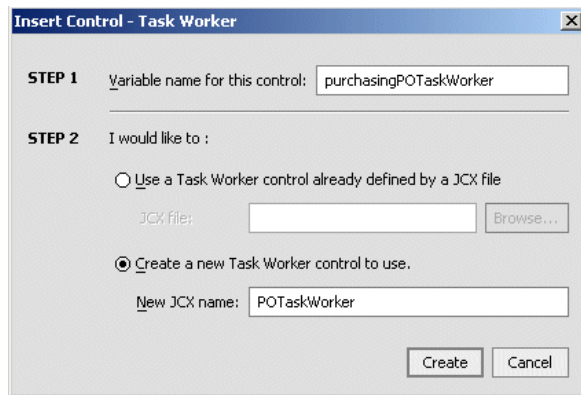 Insert Control - Task Worker
STEP 1 Variable name for this control: purchasingPOTaskWorker
STEP 2 I would like to :
Use a Task Worker control already defined by a JCX file
JCX file: Browse...
Create a new Task Worker control to use.
New JCX name: POTaskWorker
Create Cancel